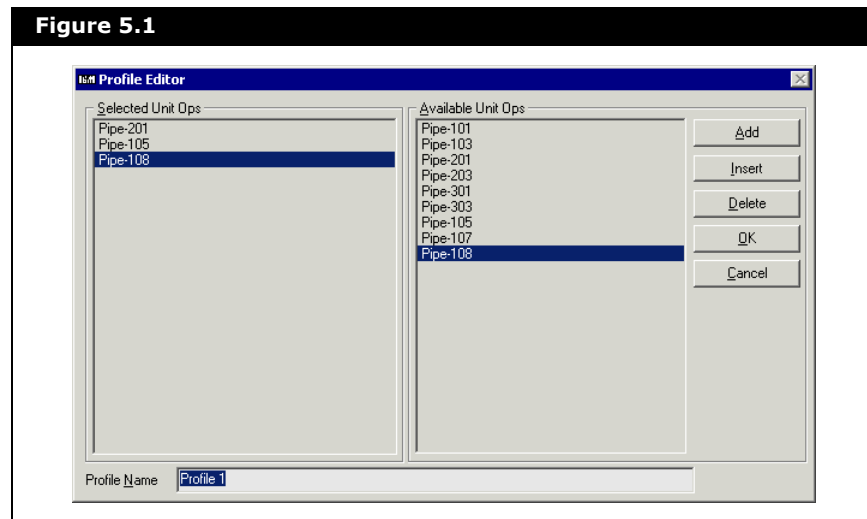 Figure 5.1
Profile Editor
Selected Unit Ops
Pipe-201
Pipe-105
Pipe-108
Available Unit Ops
Pipe-101
Pipe-103
Pipe-201
Pipe-203
Pipe-301
Pipe-303
Pipe-105
Pipe-107
Pipe-108
Add
Insert
Delete
OK
Cancel
Profile Name
Profile 1